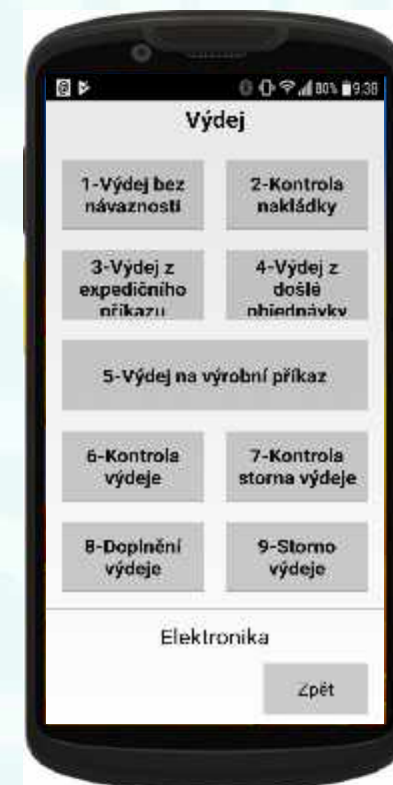 80% 9:38
Výdej
1-Výdej bez
návaznosti
2-Kontrola
nakládky
3-Výdej z
expedičního
příkazu
4-Výdej z
došlé
objednávky
5-Výdej na výrobní příkaz
6-Kontrola
výdeje
7-Kontrola
storna výdeje
8-Doplnění
výdeje
9-Storno
výdeje
Elektronika
Zpět